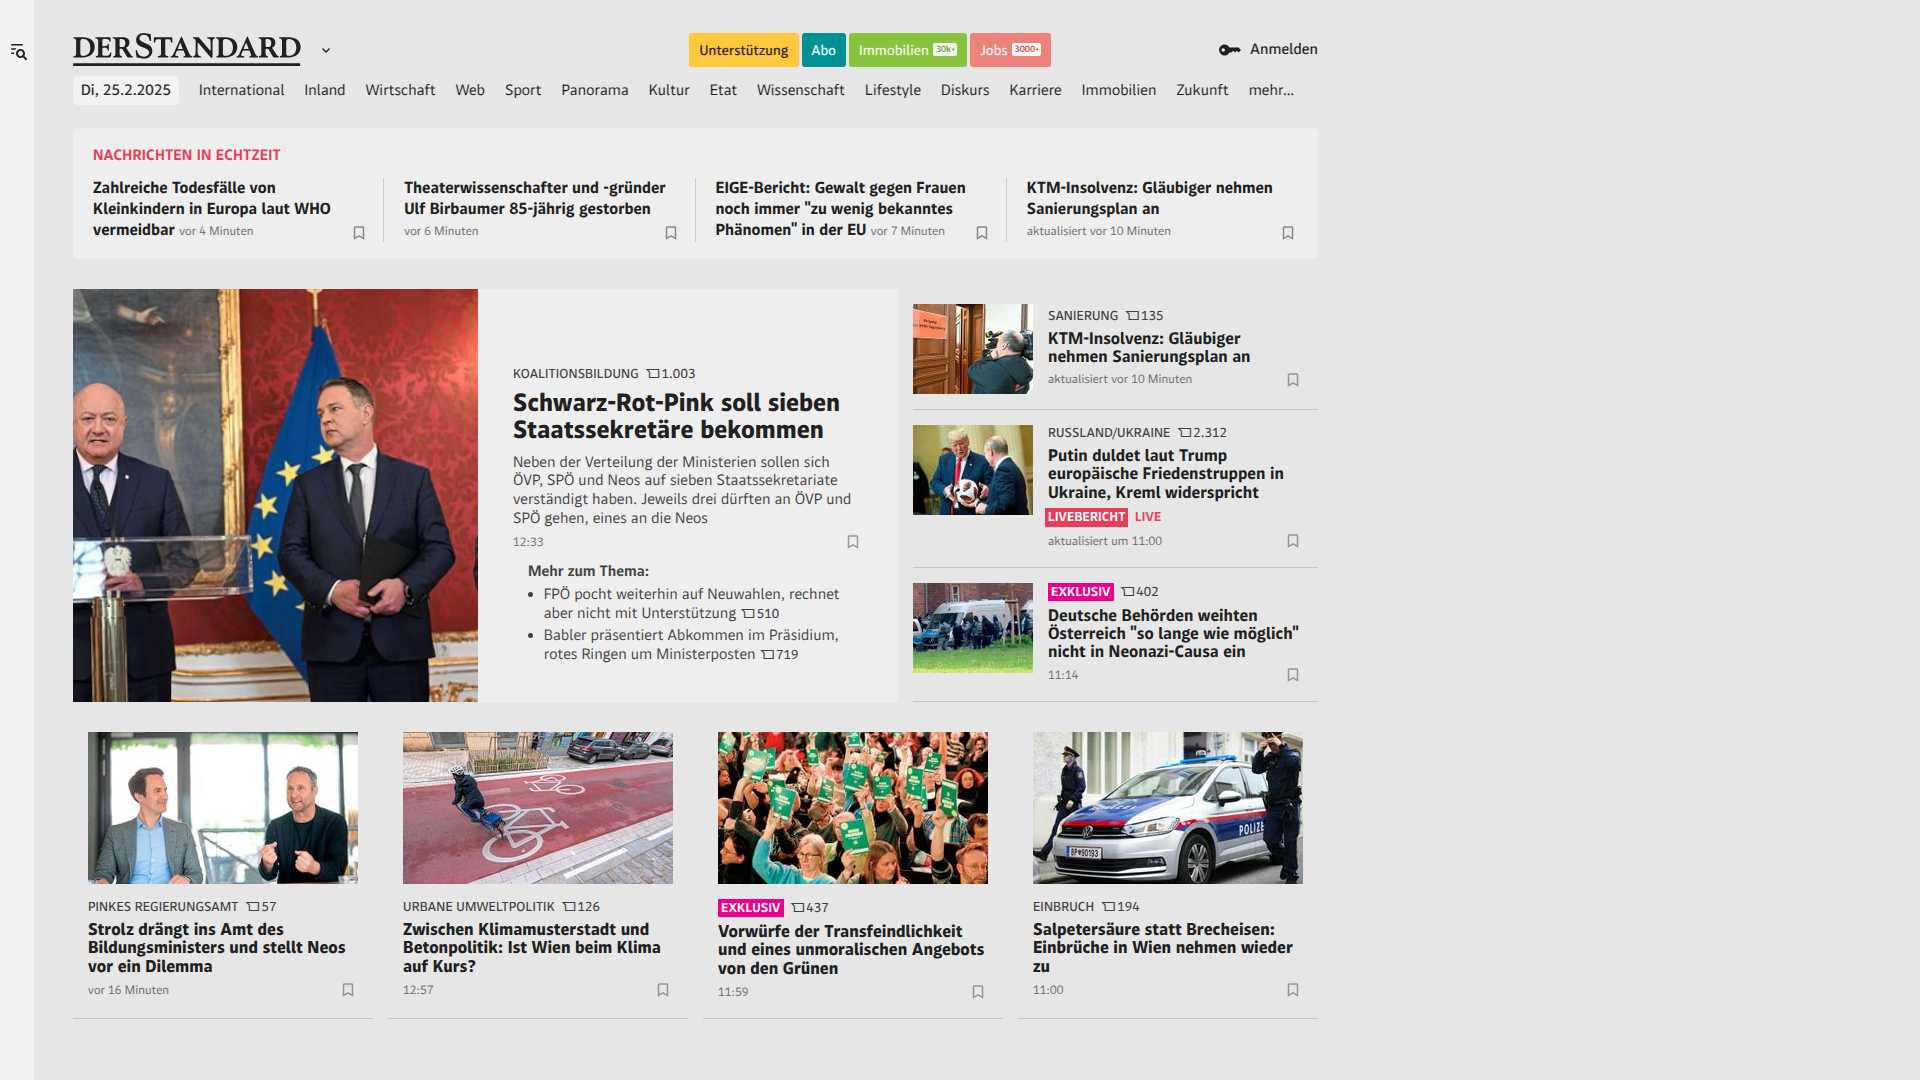 DERSTANDARD
Unterstützung
Abo
Immobilien 30k+
Jobs 3000+
Anmelden
Di, 25.2.2025
International
Inland
Wirtschaft
Web
Sport
Panorama
Kultur
Etat
Wissenschaft
Lifestyle
Diskurs
Karriere
Immobilien
Zukunft
mehr...
NACHRICHTEN IN ECHTZEIT
Zahlreiche Todesfälle von
Kleinkindern in Europa laut WHO
vermeidbar vor 4 Minuten
Theaterwissenschafter und -gründer
Ulf Birbaumer 85-jährig gestorben
vor 6 Minuten
EIGE-Bericht: Gewalt gegen Frauen
noch immer "zu wenig bekanntes
Phänomen" in der EU vor 7 Minuten
KTM-Insolvenz: Gläubiger nehmen
Sanierungsplan an
aktualisiert vor 10 Minuten
KOALITIONSBILDUNG 1.003
Schwarz-Rot-Pink soll sieben
Staatssekretäre bekommen
Neben der Verteilung der Ministerien sollen sich
ÖVP, SPÖ und Neos auf sieben Staatssekretariate
verständigt haben. Jeweils drei dürften an ÖVP und
SPÖ gehen, eines an die Neos
12:33
Mehr zum Thema:
• FPÖ pocht weiterhin auf Neuwahlen, rechnet
aber nicht mit Unterstützung 510
• Babler präsentiert Abkommen im Präsidium,
rotes Ringen um Ministerposten 719
SANIERUNG 135
KTM-Insolvenz: Gläubiger
nehmen Sanierungsplan an
aktualisiert vor 10 Minuten
RUSSLAND/UKRAINE 2.312
Putin duldet laut Trump
europäische Friedenstruppen in
Ukraine, Kreml widerspricht
LIVEBERICHT LIVE
aktualisiert um 11:00
EXKLUSIV 402
Deutsche Behörden weihten
Österreich "so lange wie möglich"
nicht in Neonazi-Causa ein
11:14
PINKES REGIERUNGSAMT 57
Strolz drängt ins Amt des
Bildungsministers und stellt Neos
vor ein Dilemma
vor 16 Minuten
URBANE UMWELTPOLITIK 126
Zwischen Klimamusterstadt und
Betonpolitik: Ist Wien beim Klima
auf Kurs?
12:57
EXKLUSIV 437
Vorwürfe der Transfeindlichkeit
und eines unmoralischen Angebots
von den Grünen
11:59
POLIZEI
BP 90193
EINBRUCH 194
Salpetersäure statt Brecheisen:
Einbrüche in Wien nehmen wieder
zu
11:00